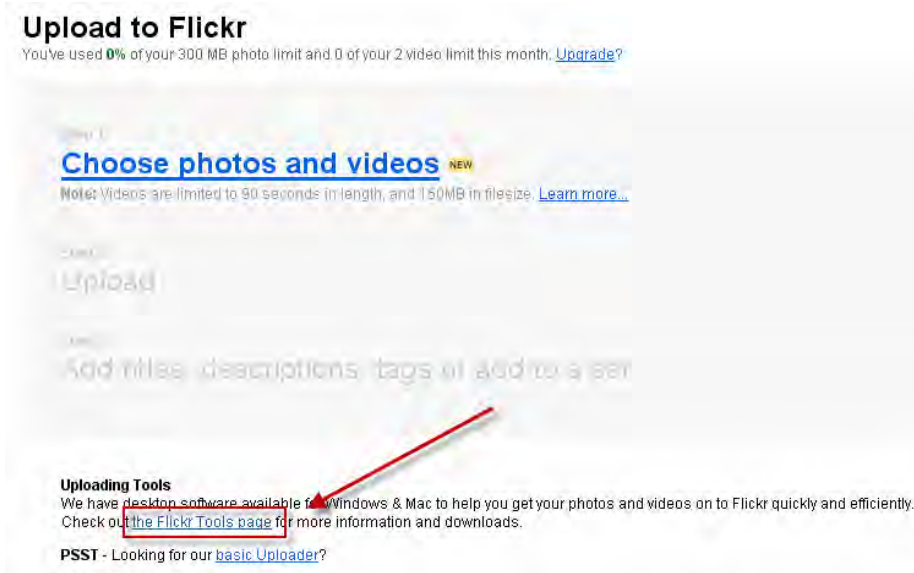 Upload to Flickr
You've used 0% of your 300 MB photo limit and 0 of your 2 video limit this month. Upgrade?
Choose photos and videos NEW
Note: Videos are limited to 90 seconds in length, and 150MB in filesize. Learn more...
Upload
Add titles, descriptions, tags or add to a set
Uploading Tools
We have desktop software available for Windows & Mac to help you get your photos and videos on to Flickr quickly and efficiently.
Check out the Flickr Tools page for more information and downloads.
PSST - Looking for our basic Uploader?